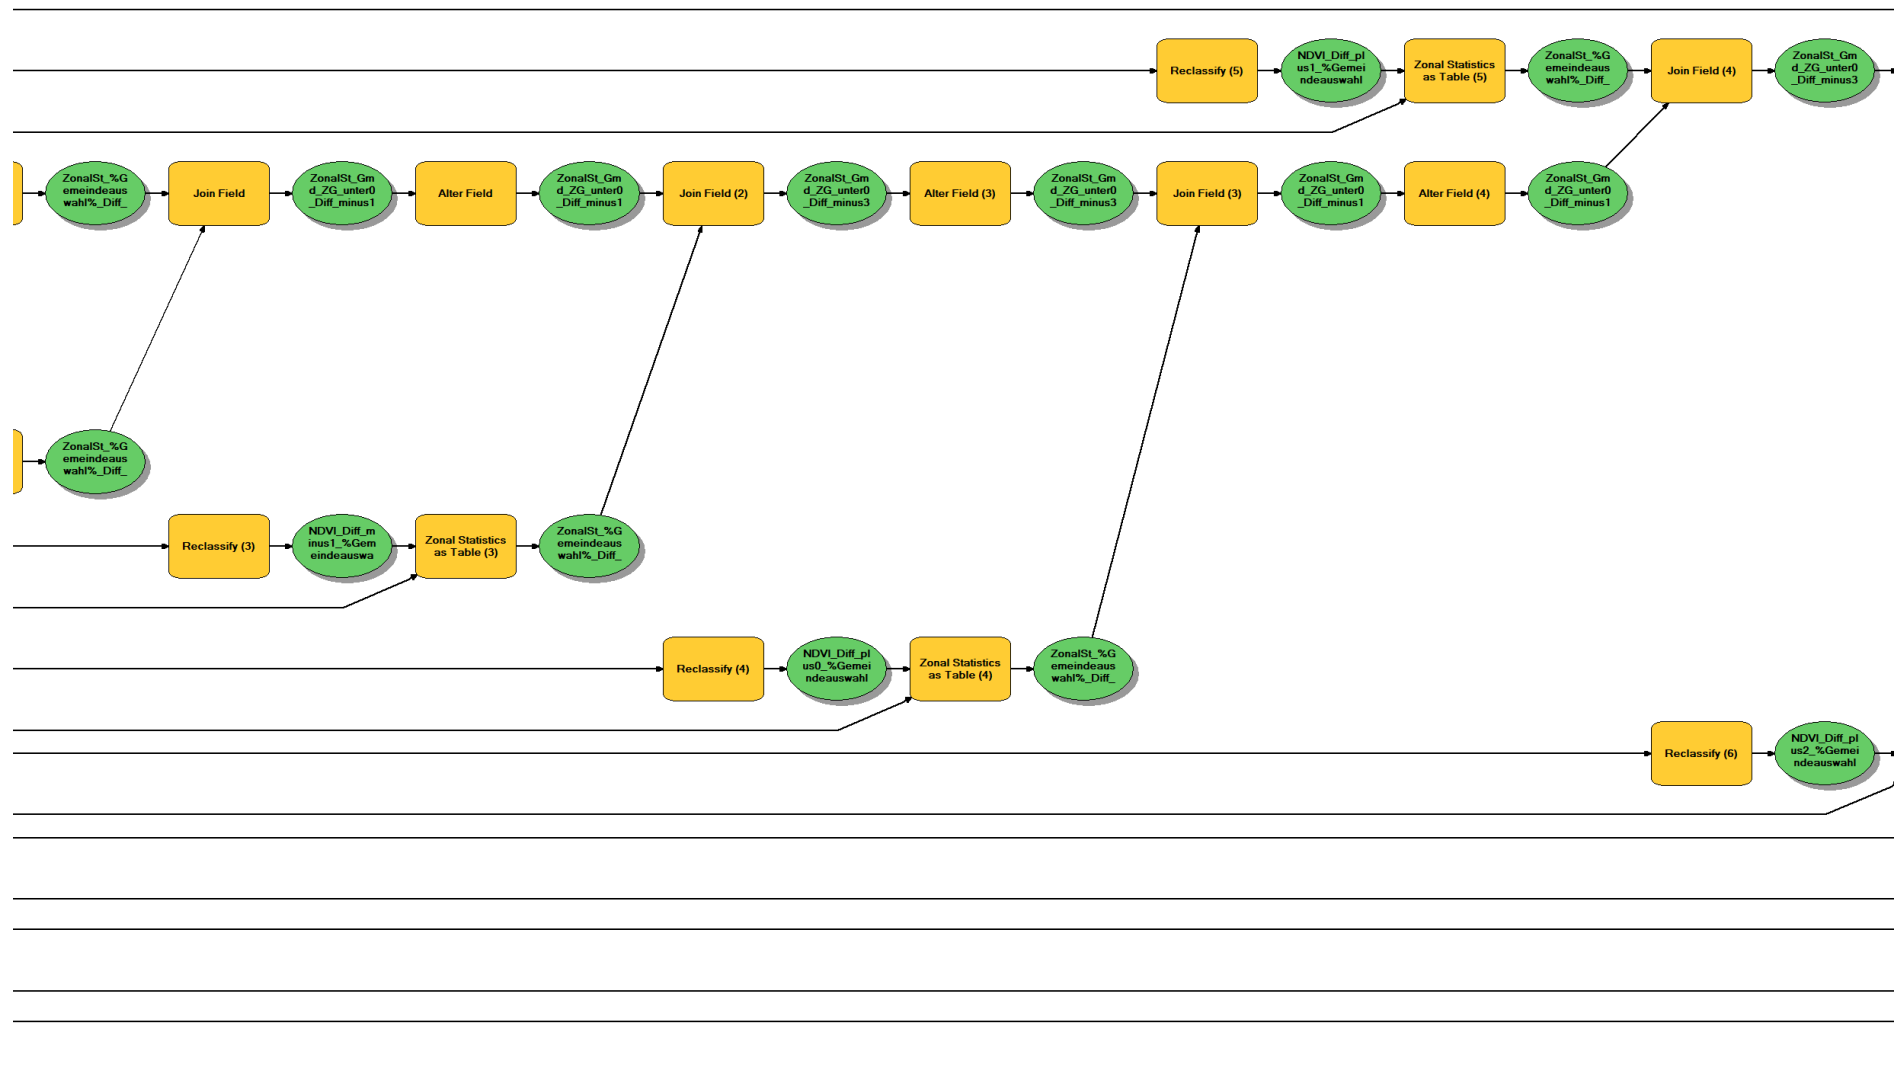 Reclassify (5)
NDVI_Diff_pl
us1_%Gemei
ndeauswahl
Zonal Statistics
as Table (5)
ZonalSt_%G
emeindeaus
wahl%_Diff_
Join Field (4)
ZonalSt_Gm
d_ZG_unter0
_Diff_minus3
ZonalSt_%G
emeindeaus
wahl%_Diff_
Join Field
ZonalSt_Gm
d_ZG_unter0
_Diff_minus1
Alter Field
ZonalSt_Gm
d_ZG_unter0
_Diff_minus1
Join Field (2)
ZonalSt_Gm
d_ZG_unter0
_Diff_minus3
Alter Field (3)
ZonalSt_Gm
d_ZG_unter0
_Diff_minus3
Join Field (3)
ZonalSt_Gm
d_ZG_unter0
_Diff_minus1
Alter Field (4)
ZonalSt_Gm
d_ZG_unter0
_Diff_minus1
ZonalSt_%G
emeindeaus
wahl%_Diff_
Reclassify (3)
NDVI_Diff_m
inus1_%Gem
eindeauswa
Zonal Statistics
as Table (3)
ZonalSt_%G
emeindeaus
wahl%_Diff_
Reclassify (4)
NDVI_Diff_pl
us0_%Gemei
ndeauswahl
Zonal Statistics
as Table (4)
ZonalSt_%G
emeindeaus
wahl%_Diff_
Reclassify (6)
NDVI_Diff_pl
us2_%Gemei
ndeauswahl